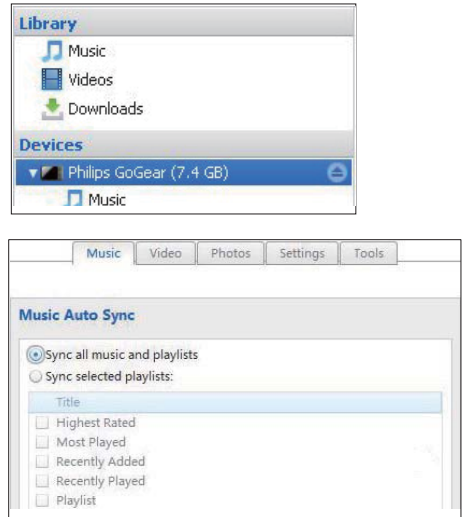 Library
Music
Videos
Downloads
Devices
Philips GoGear (7.4 GB)
Music
Music Video Photos Settings Tools
Music Auto Sync
Sync all music and playlists
Sync selected playlists:
Title
Highest Rated
Most Played
Recently Added
Recently Played
Playlist